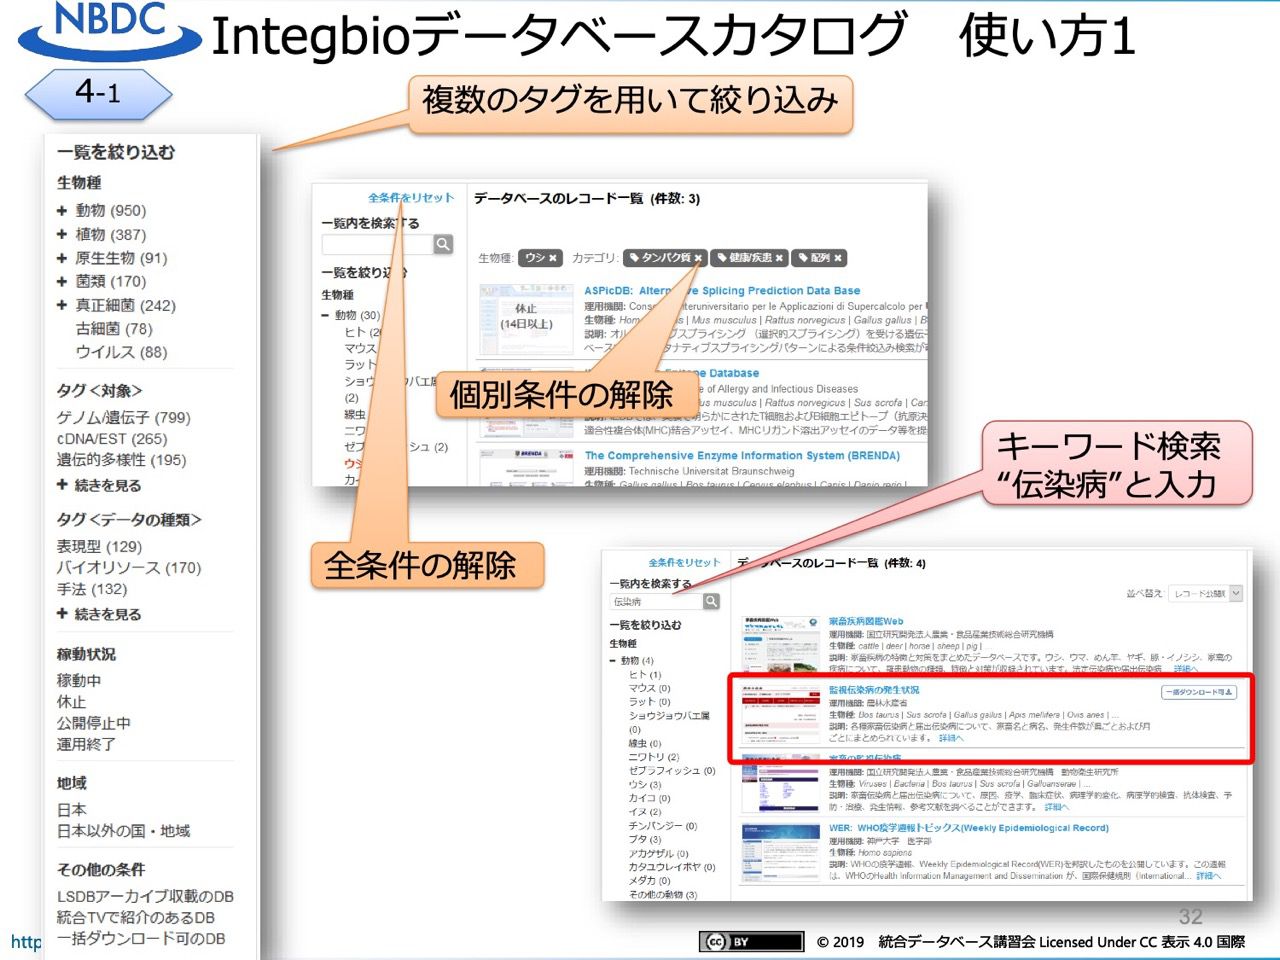 NBDC
Integbioデータベースカタログ　使い方1
4-1
複数のタグを用いて絞り込み
一覧を絞り込む
生物種
+ 動物 (950)
+ 植物 (387)
+ 原生生物 (91)
+ 菌類 (170)
+ 真正細菌 (242)
古細菌 (78)
ウイルス (88)
タグ<対象>
ゲノム/遺伝子 (799)
cDNA/EST (265)
遺伝的多様性 (195)
+ 続きを見る
タグ<データの種類>
表現型 (129)
バイオリソース (170)
手法 (132)
+ 続きを見る
稼動状況
稼動中
休止
公開停止中
運用終了
地域
日本
日本以外の国・地域
その他の条件
LSDBアーカイブ収載のDB
統合TVで紹介のあるDB
一括ダウンロード可のDB
http
全条件をリセット
一覧内を検索する
一覧を絞り込む
生物種
− 動物 (30)
ヒト
マウス
ラット
ショウジョウバエ属
(2)
線虫
ニワ
ゼブラフィッシュ (2)
データベースのレコード一覧 (件数: 3)
生物種: ウシ × カテゴリ: タンパク質 × 健康/疾患 × 配列 ×
休止
(14日以上)
ASPicDB: Alternative Splicing Prediction Data Base
運用機関: Consorzio Interuniversitario per le Applicazioni di Supercalcolo per
生物種: Homo sapiens | Mus musculus | Rattus norvegicus | Gallus gallus | B
説明: オルタナティブスプライシング (選択的スプライシング) を受ける遺伝子
ベース タナティブスプライシングパターンによる条件絞込み検索が
Epitope Database
e of Allergy and Infectious Diseases
us musculus | Rattus norvegicus | Sus scrofa | Can
明らかにされたT細胞およびB細胞エピトープ (抗原決
適合性複合体(MHC)結合アッセイ、MHCリガンド溶出アッセイのデータ等を提
BRENDA
The Comprehensive Enzyme Information System (BRENDA)
運用機関: Technische Universitat Braunschweig
生物種: Gallus gallus | Bos taurus | Cervus elaphus | Canis | Danio rerio |
個別条件の解除
全条件の解除
キーワード検索
“伝染病”と入力
全条件をリセット
一覧内を検索する
伝染病
一覧を絞り込む
生物種
− 動物 (4)
ヒト (1)
マウス (0)
ラット (0)
ショウジョウバエ属
(0)
線虫 (0)
ニワトリ (2)
ゼブラフィッシュ (0)
ウシ (3)
カイコ (0)
イヌ (2)
チンパンジー (0)
ブタ (3)
アカゲザル (0)
カタユウレイボヤ (0)
メダカ (0)
その他の動物 (3)
データベースのレコード一覧 (件数: 4)
並べ替え: レコード公開
家畜疾病図鑑Web
運用機関: 国立研究開発法人農業・食品産業技術総合研究機構
生物種: cattle | deer | horse | sheep | pig | ...
説明: 家畜疾病の特徴と対策をまとめたデータベースです。ウシ、ウマ、めん羊、ヤギ、豚・イノシシ、家禽の
疾病について、罹患動物の種類、特徴と対策が収録されています。法定伝染病や届出伝染病 ... 詳細へ
監視伝染病の発生状況
一括ダウンロード可
運用機関: 農林水産省
生物種: Bos taurus | Sus scrofa | Gallus gallus | Apis mellifera | Ovis aries | ...
説明: 各種家畜伝染病と届出伝染病について、家畜名と病名、発生件数が県ごとおよび月
ごとにまとめられています。 詳細へ
家畜の監視伝染病
運用機関: 国立研究開発法人農業・食品産業技術総合研究機構　動物衛生研究所
生物種: Viruses | Bacteria | Bos taurus | Sus scrofa | Galloanserae | ...
説明: 家畜伝染病と届出伝染病について、原因、疫学、臨床症状、病理学的変化、病原学的検査、抗体検査、予
防・治療、発生情報、参考文献を調べることができます。 詳細へ
WER: WHO疫学週報トピックス(Weekly Epidemiological Record)
運用機関: 神戸大学　医学部
生物種: Homo sapiens
説明: WHOの疫学週報、Weekly Epidemiological Record(WER)を抄訳したものを公開しています。この週報
は、WHOのHealth Information Management and Dissemination が、国際保健規則 (International... 詳細へ
32
CC BY
© 2019　統合データベース講習会 Licensed Under CC 表示 4.0 国際